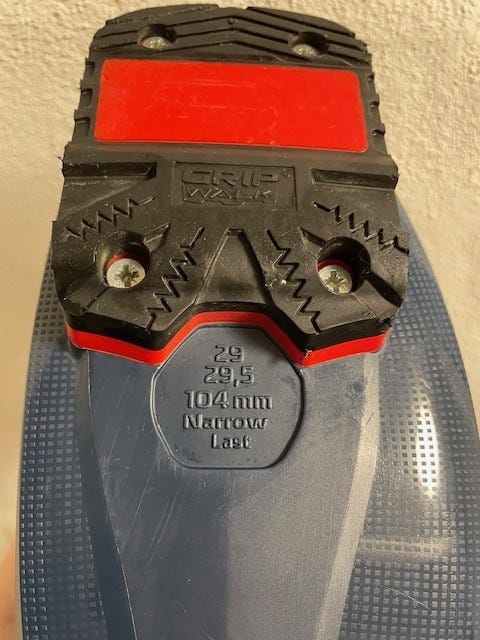 GRIP
WALK
29
29,5
104 mm
Narrow
Last